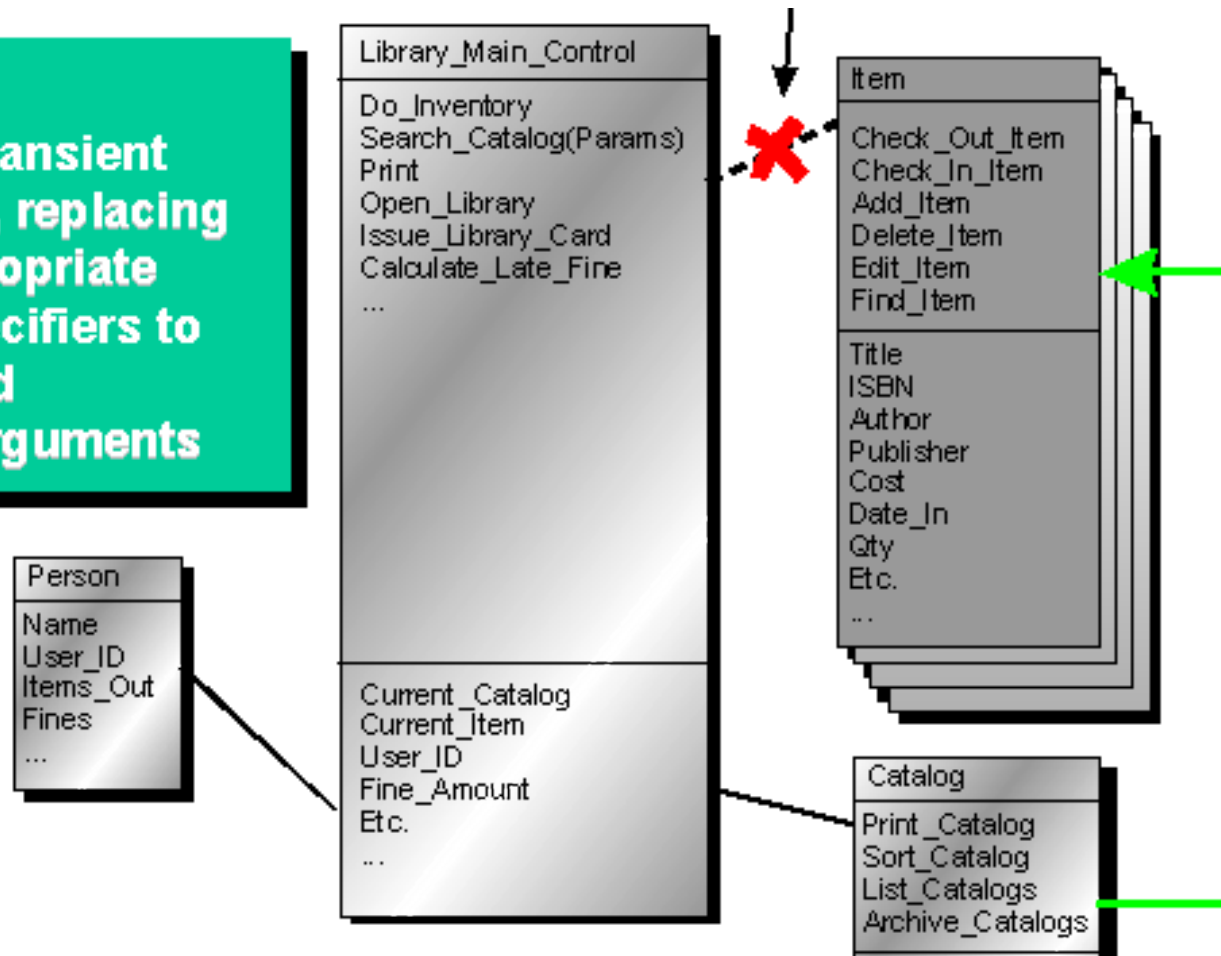 ansient
replacing
opriate
cifiers to
d
guments
Library_Main_Control
Do_Inventory
Search_Catalog(Params)
Print
Open_Library
Issue_Library_Card
Calculate_Late_Fine
...
Current_Catalog
Current_Item
User_ID
Fine_Amount
Etc.
...
Item
Check_Out_Item
Check_In_Item
Add_Item
Delete_Item
Edit_Item
Find_Item
Title
ISBN
Author
Publisher
Cost
Date_In
Qty
Etc.
...
Person
Name
User_ID
Items_Out
Fines
...
Catalog
Print_Catalog
Sort_Catalog
List_Catalogs
Archive_Catalogs